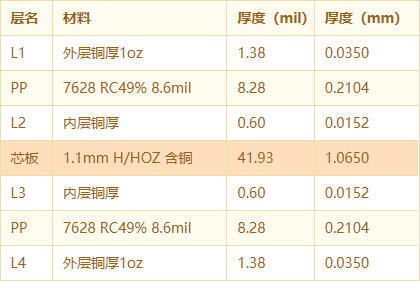 层名 材料 厚度（mil） 厚度（mm）
L1 外层铜厚1oz 1.38 0.0350
PP 7628 RC49% 8.6mil 8.28 0.2104
L2 内层铜厚 0.60 0.0152
芯板 1.1mm H/HOZ 含铜 41.93 1.0650
L3 内层铜厚 0.60 0.0152
PP 7628 RC49% 8.6mil 8.28 0.2104
L4 外层铜厚1oz 1.38 0.0350